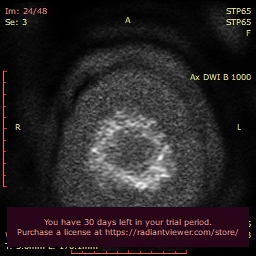 Im: 24/48
Se: 3
A
STP65
STP65
F
Ax DWI B 1000
R
L
You have 30 days left in your trial period.
Purchase a license at https://radiantviewer.com/store/